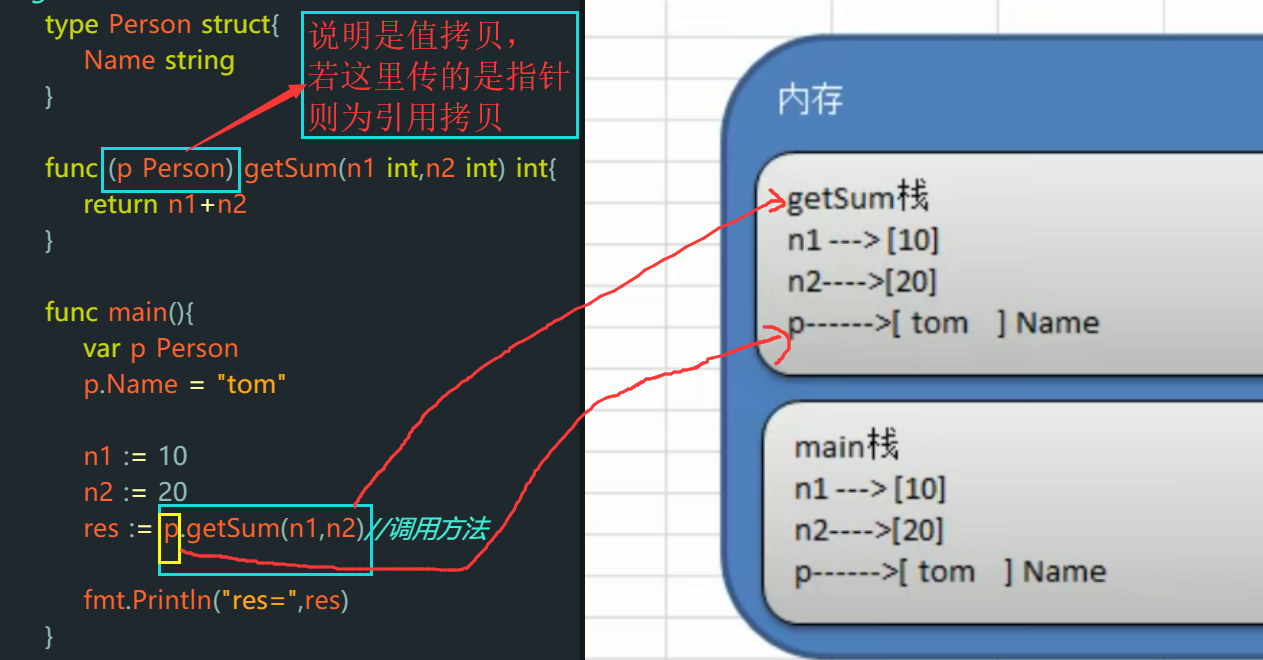 type Person struct{
Name string
}
说明是值拷贝，
若这里传的是指针
则为引用拷贝
func (p Person) getSum(n1 int,n2 int) int{
return n1+n2
}
func main(){
var p Person
p.Name = "tom"
n1 := 10
n2 := 20
res := p.getSum(n1,n2)//调用方法
fmt.Println("res=",res)
}
内存
getSum栈
n1 ---> [10]
n2---->[20]
p------>[ tom ] Name
main栈
n1 ---> [10]
n2---->[20]
p------>[ tom ] Name